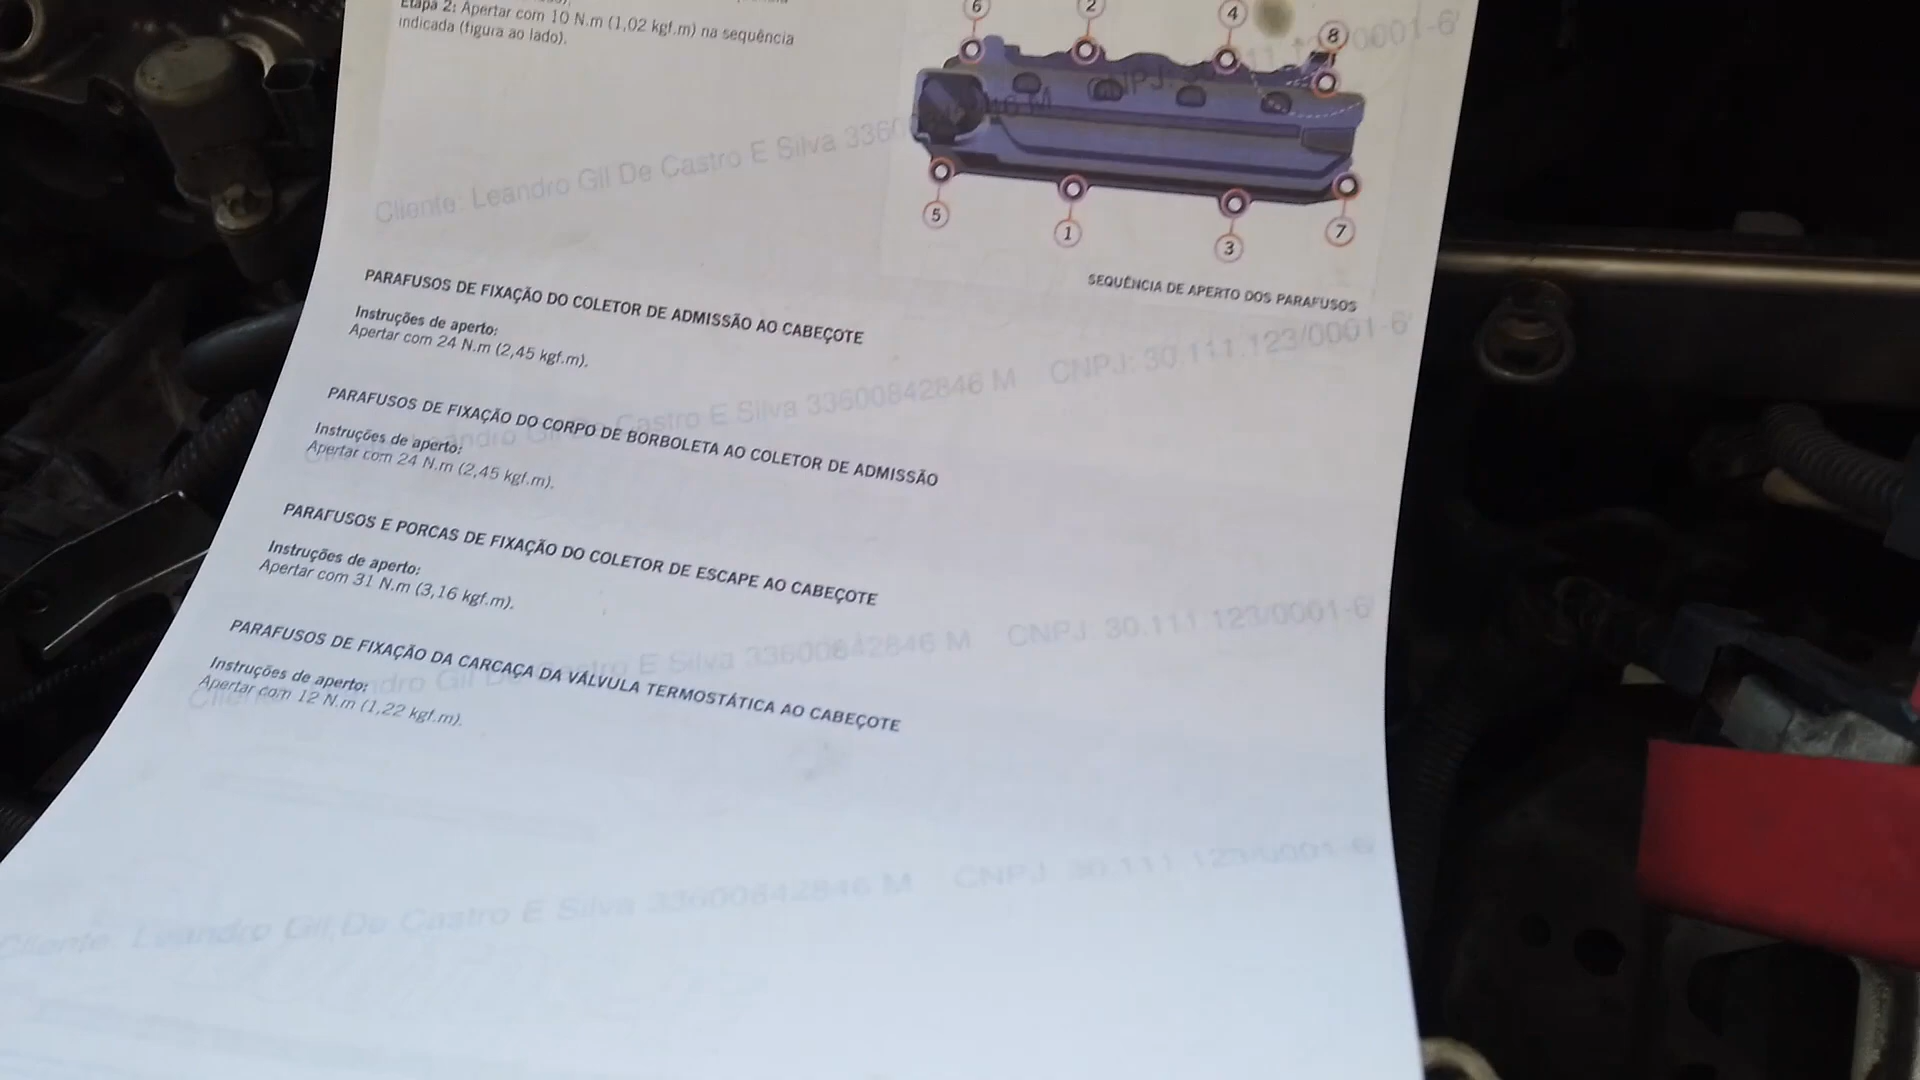 6 2 4 8
Etapa 2: Apertar com 10 N.m (1,02 kgf.m) na sequência
indicada (figura ao lado).
Cliente: Leandro Gil De Castro E Silva
5 1 3 7
SEQUÊNCIA DE APERTO DOS PARAFUSOS
PARAFUSOS DE FIXAÇÃO DO COLETOR DE ADMISSÃO AO CABEÇOTE
Instruções de aperto:
Apertar com 24 N.m (2,45 kgf.m).
Castro E Silva 33600842846 M CNPJ: 30.111.123/0001-6
PARAFUSOS DE FIXAÇÃO DO CORPO DE BORBOLETA AO COLETOR DE ADMISSÃO
Instruções de aperto:
Apertar com 24 N.m (2,45 kgf.m).
PARAFUSOS E PORCAS DE FIXAÇÃO DO COLETOR DE ESCAPE AO CABEÇOTE
Instruções de aperto:
Apertar com 31 N.m (3,16 kgf.m).
E Silva 33600842846 M CNPJ: 30.111.123/0001-6
PARAFUSOS DE FIXAÇÃO DA CARCAÇA DA VÁLVULA TERMOSTÁTICA AO CABEÇOTE
Instruções de aperto:
Apertar com 12 N.m (1,22 kgf.m).
Cliente: Leandro Gil De Castro E Silva 33600842846 M CNPJ: 30.111.123/0001-6